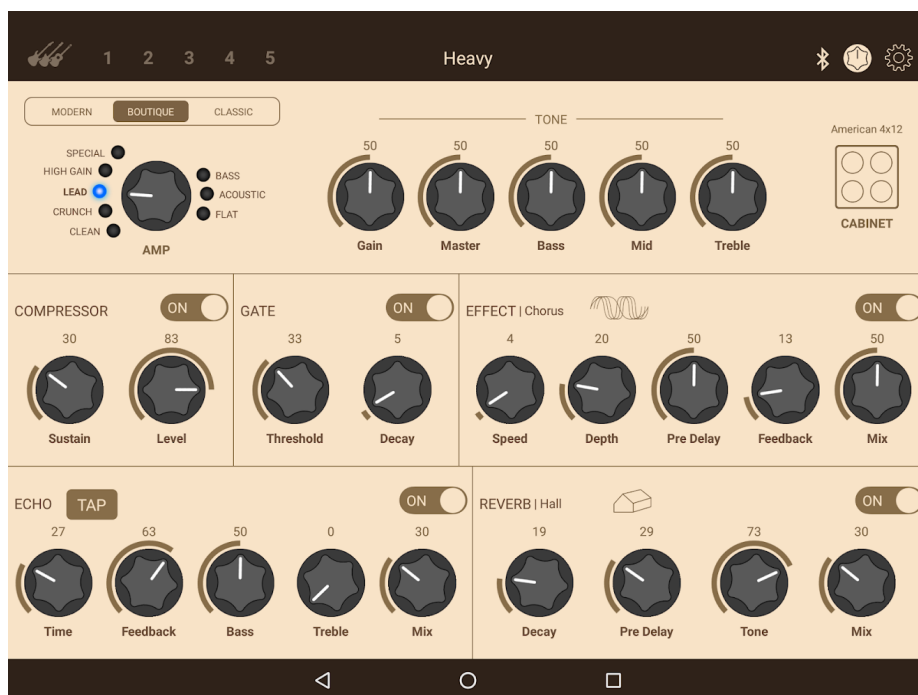 1 2 3 4 5 Heavy
MODERN BOUTIQUE CLASSIC
SPECIAL
HIGH GAIN
LEAD
CRUNCH
CLEAN
BASS
ACOUSTIC
FLAT
AMP
TONE
50 50 50 50 50
Gain Master Bass Mid Treble
American 4x12
CABINET
COMPRESSOR ON
30 83
Sustain Level
GATE ON
33 5
Threshold Decay
EFFECT | Chorus ON
4 20 50 13 50
Speed Depth Pre Delay Feedback Mix
ECHO TAP ON
27 63 50 0 30
Time Feedback Bass Treble Mix
REVERB | Hall ON
19 29 73 30
Decay Pre Delay Tone Mix